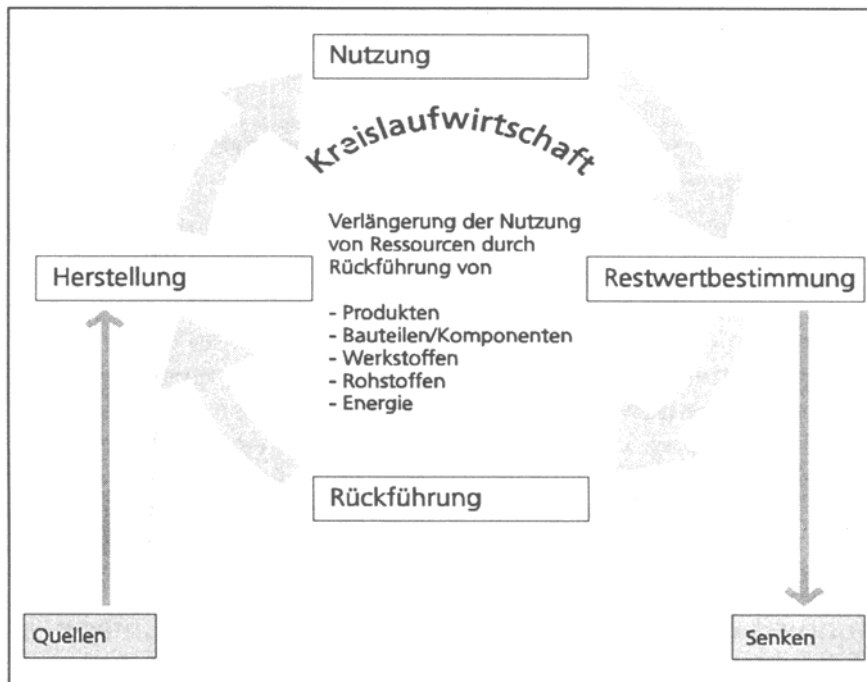 Nutzung
Kreislaufwirtschaft
Verlängerung der Nutzung
von Ressourcen durch
Rückführung von
- Produkten
- Bauteilen/Komponenten
- Werkstoffen
- Rohstoffen
- Energie
Herstellung
Restwertbestimmung
Rückführung
Quellen
Senken